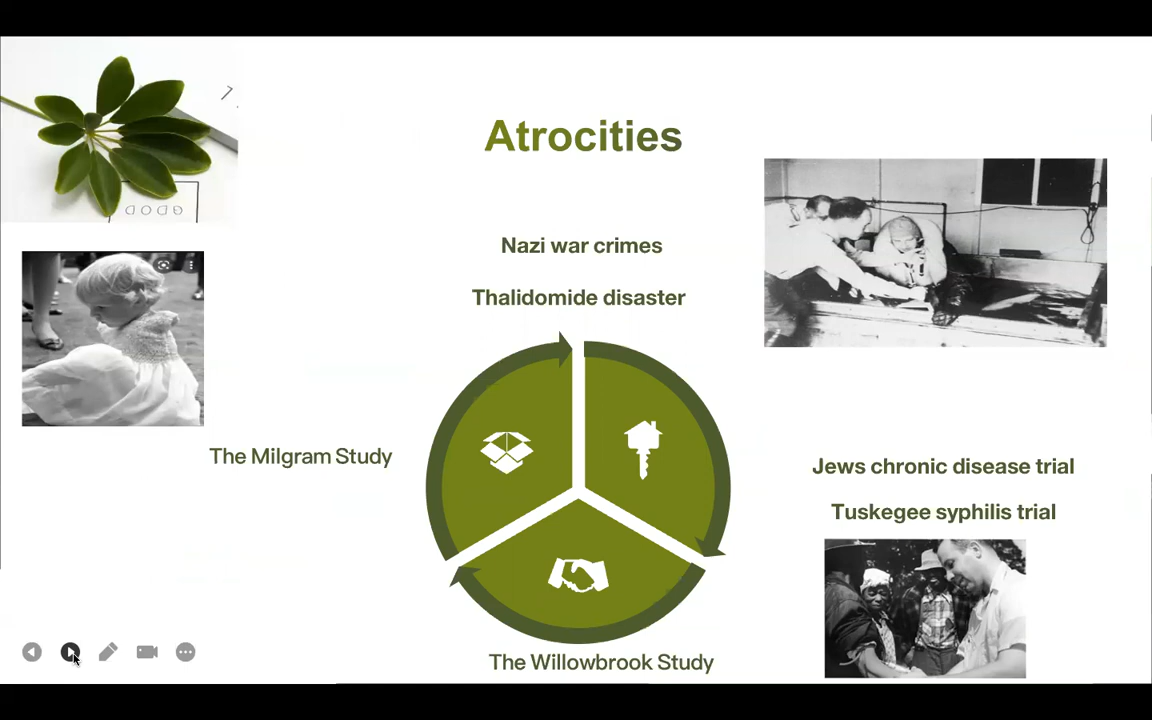 Atrocities
Nazi war crimes
Thalidomide disaster
The Milgram Study
Jews chronic disease trial
Tuskegee syphilis trial
The Willowbrook Study